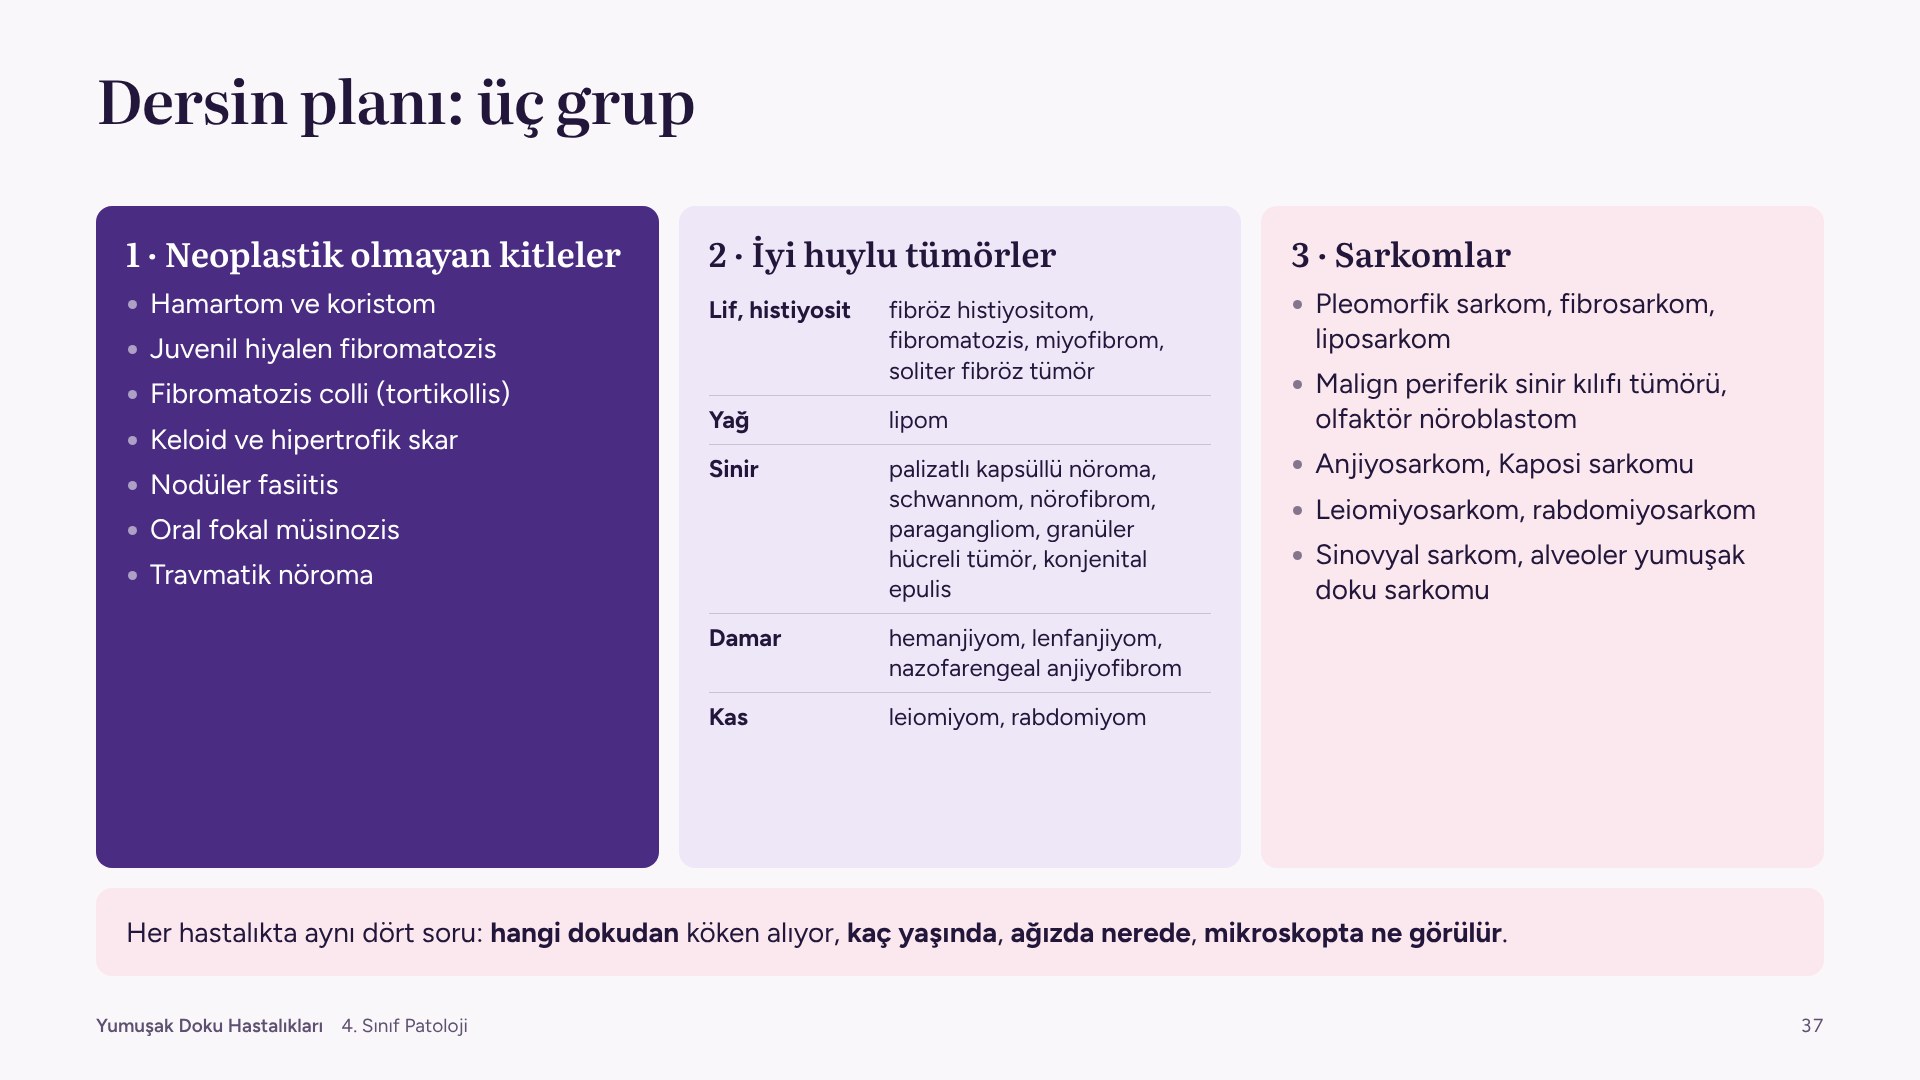 Dersin planı: üç grup
1 · Neoplastik olmayan kitleler
Hamartom ve koristom
Juvenil hiyalen fibromatozis
Fibromatozis colli (tortikollis)
Keloid ve hipertrofik skar
Nodüler fasiitis
Oral fokal müsinozis
Travmatik nöroma
2 · İyi huylu tümörler
Lif, histiyosit fibröz histiyositom,
fibromatozis, miyofibrom,
soliter fibröz tümör
Yağ lipom
Sinir palizatlı kapsüllü nöroma,
schwannom, nörofibrom,
paragangliom, granüler
hücreli tümör, konjenital
epulis
Damar hemanjiyom, lenfanjiyom,
nazofarengeal anjiyofibrom
Kas leiomiyom, rabdomiyom
3 · Sarkomlar
Pleomorfik sarkom, fibrosarkom,
liposarkom
Malign periferik sinir kılıfı tümörü,
olfaktör nöroblastom
Anjiyosarkom, Kaposi sarkomu
Leiomiyosarkom, rabdomiyosarkom
Sinovyal sarkom, alveoler yumuşak
doku sarkomu
Her hastalıkta aynı dört soru: hangi dokudan köken alıyor, kaç yaşında, ağızda nerede, mikroskopta ne görülür.
Yumuşak Doku Hastalıkları 4. Sınıf Patoloji
37